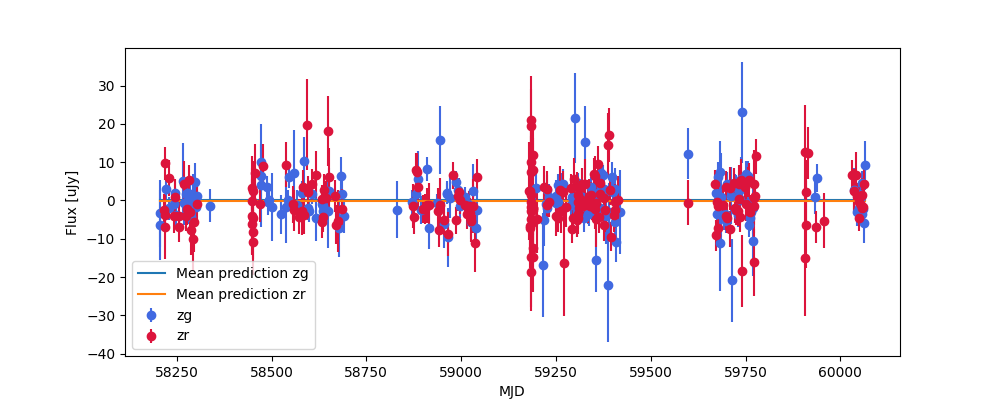 30
20
10
0
−10
−20
−30
−40
Flux [uJy]
Mean prediction zg
Mean prediction zr
zg
zr
58250 58500 58750 59000 59250 59500 59750 60000
MJD